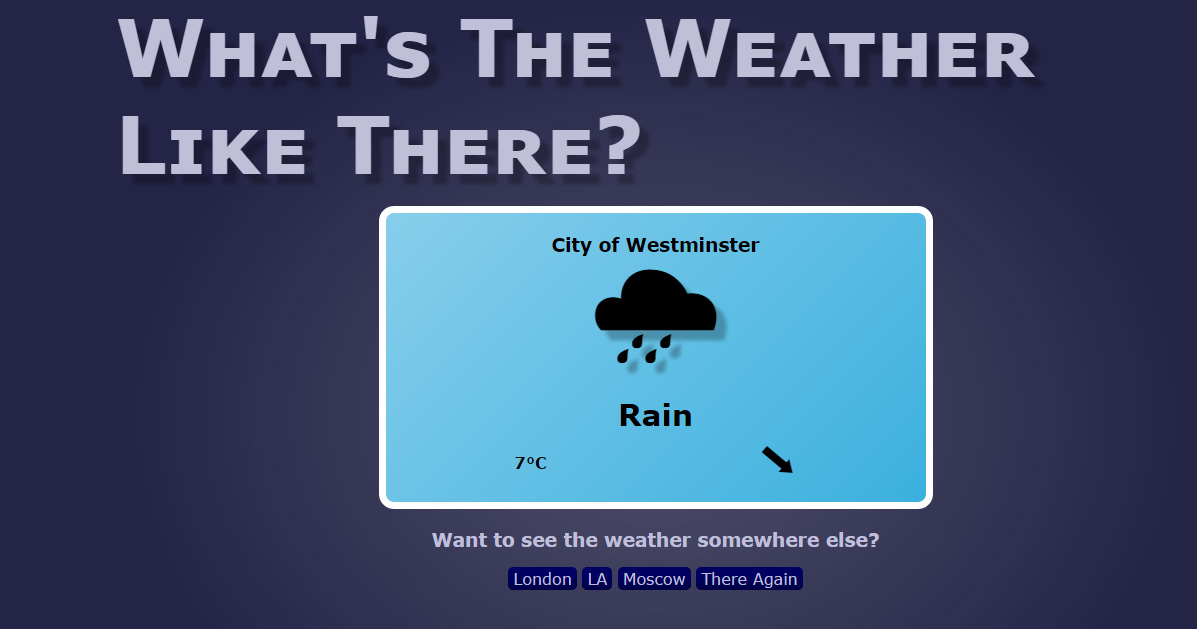 What's The Weather
Like There?
City of Westminster
Rain
7°C
Want to see the weather somewhere else?
London LA Moscow There Again